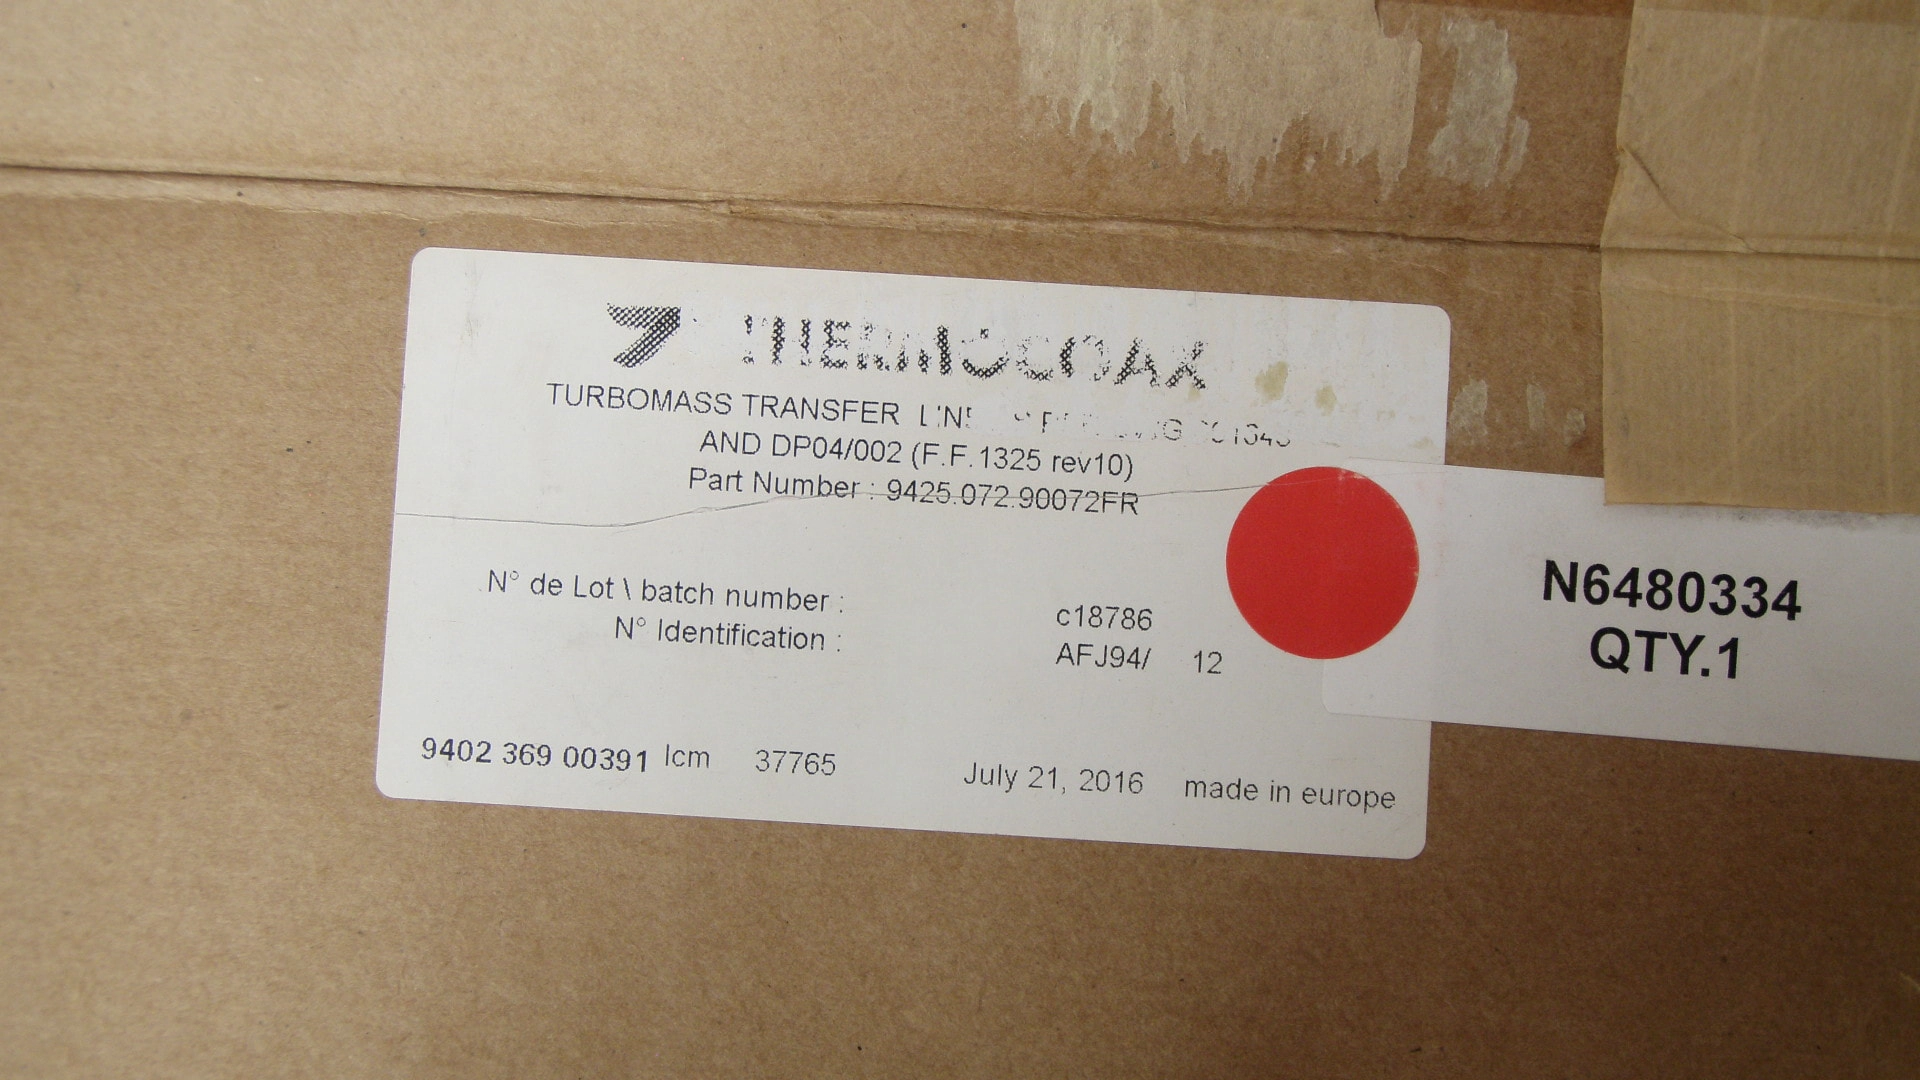 THERMOCOAX
TURBOMASS TRANSFER LINE
AND DP04/002 (F.F.1325 rev10)
Part Number : 9425.072.90072FR
N° de Lot \ batch number : c18786
N° Identification : AFJ94/ 12
9402 369 00391 lcm 37765 July 21, 2016 made in europe
N6480334
QTY.1